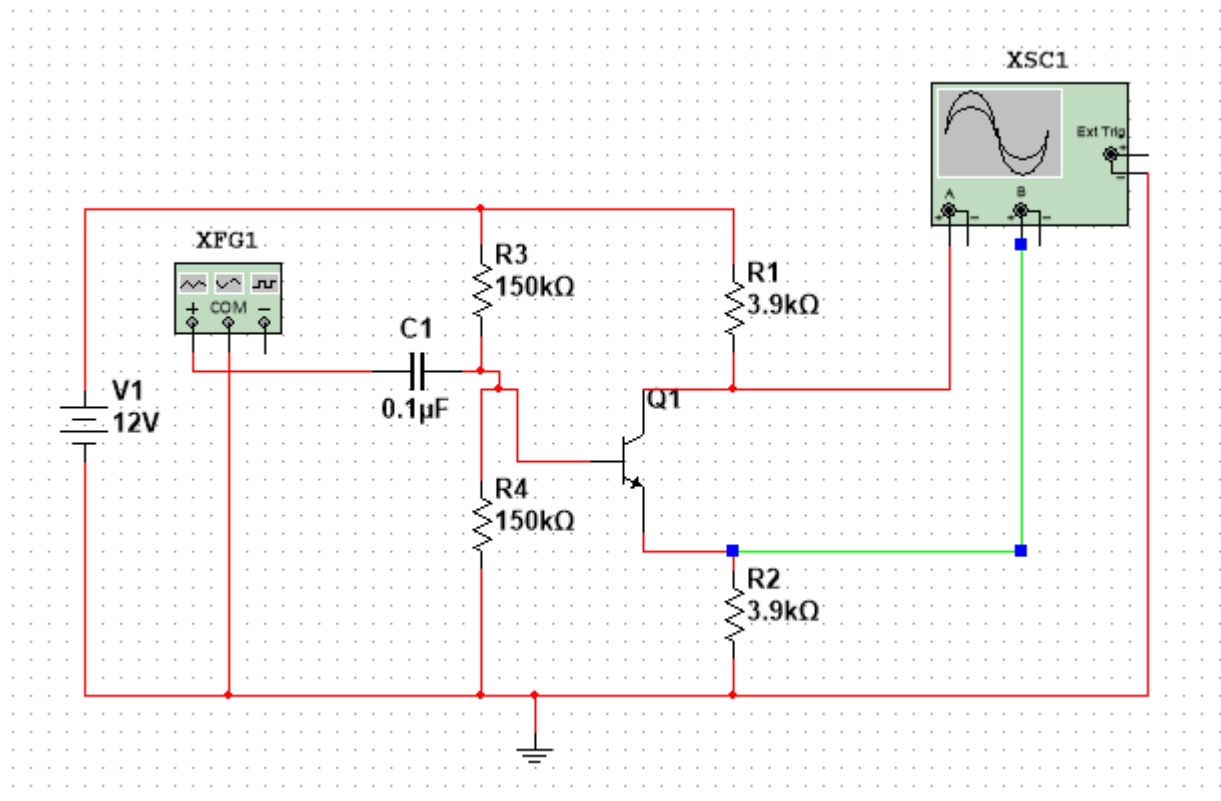 XSC1
Ext Trig
+
−
A
B
+ −
+ −
XFG1
+ COM −
R3
150kΩ
R1
3.9kΩ
C1
0.1µF
V1
12V
Q1
R4
150kΩ
R2
3.9kΩ